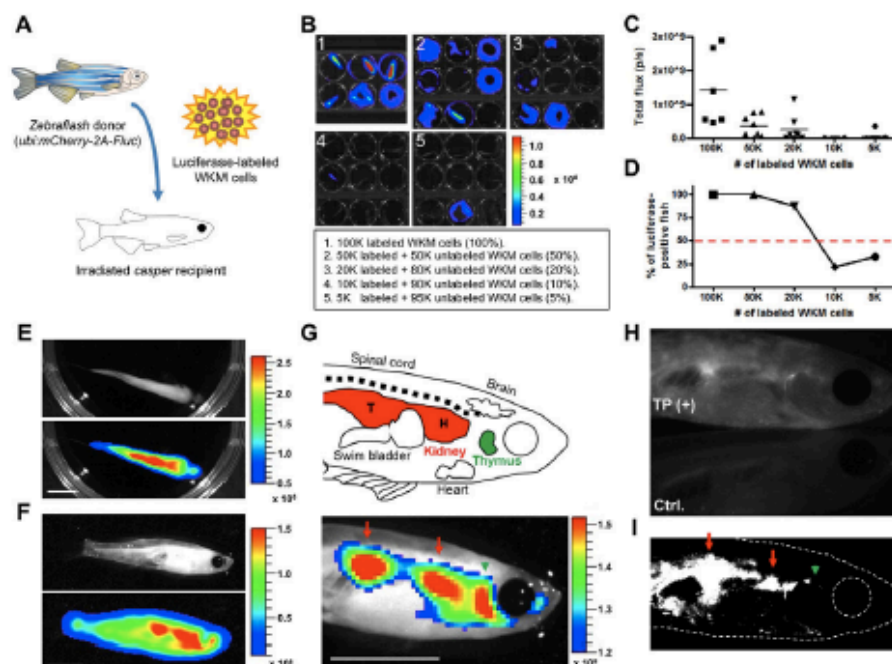 A
Zebraflash donor
(ubi:mCherry-2A-Fluc)
Luciferase-labeled
WKM cells
Irradiated casper recipient
B
1
2
3
4
5
1.0
0.8
0.6
0.4
0.2
1. 100K labeled WKM cells (100%).
2. 50K labeled + 50K unlabeled WKM cells (50%).
3. 20K labeled + 80K unlabeled WKM cells (20%).
4. 10K labeled + 90K unlabeled WKM cells (10%).
5. 5K labeled + 95K unlabeled WKM cells (5%).
C
Total flux (p/s)
2x10^9
1x10^9
0.0
100K
50K
20K
10K
5K
# of labeled WKM cells
D
% of luciferase-
positive fish
100
75
50
25
0
100K
50K
20K
10K
5K
# of labeled WKM cells
E
2.5
2.0
1.5
1.0
0.5
F
1.5
1.0
0.5
G
Spinal cord
Brain
T
H
Kidney
Thymus
Swim bladder
Heart
1.5
1.4
1.3
1.2
H
TP (+)
Ctrl.
I